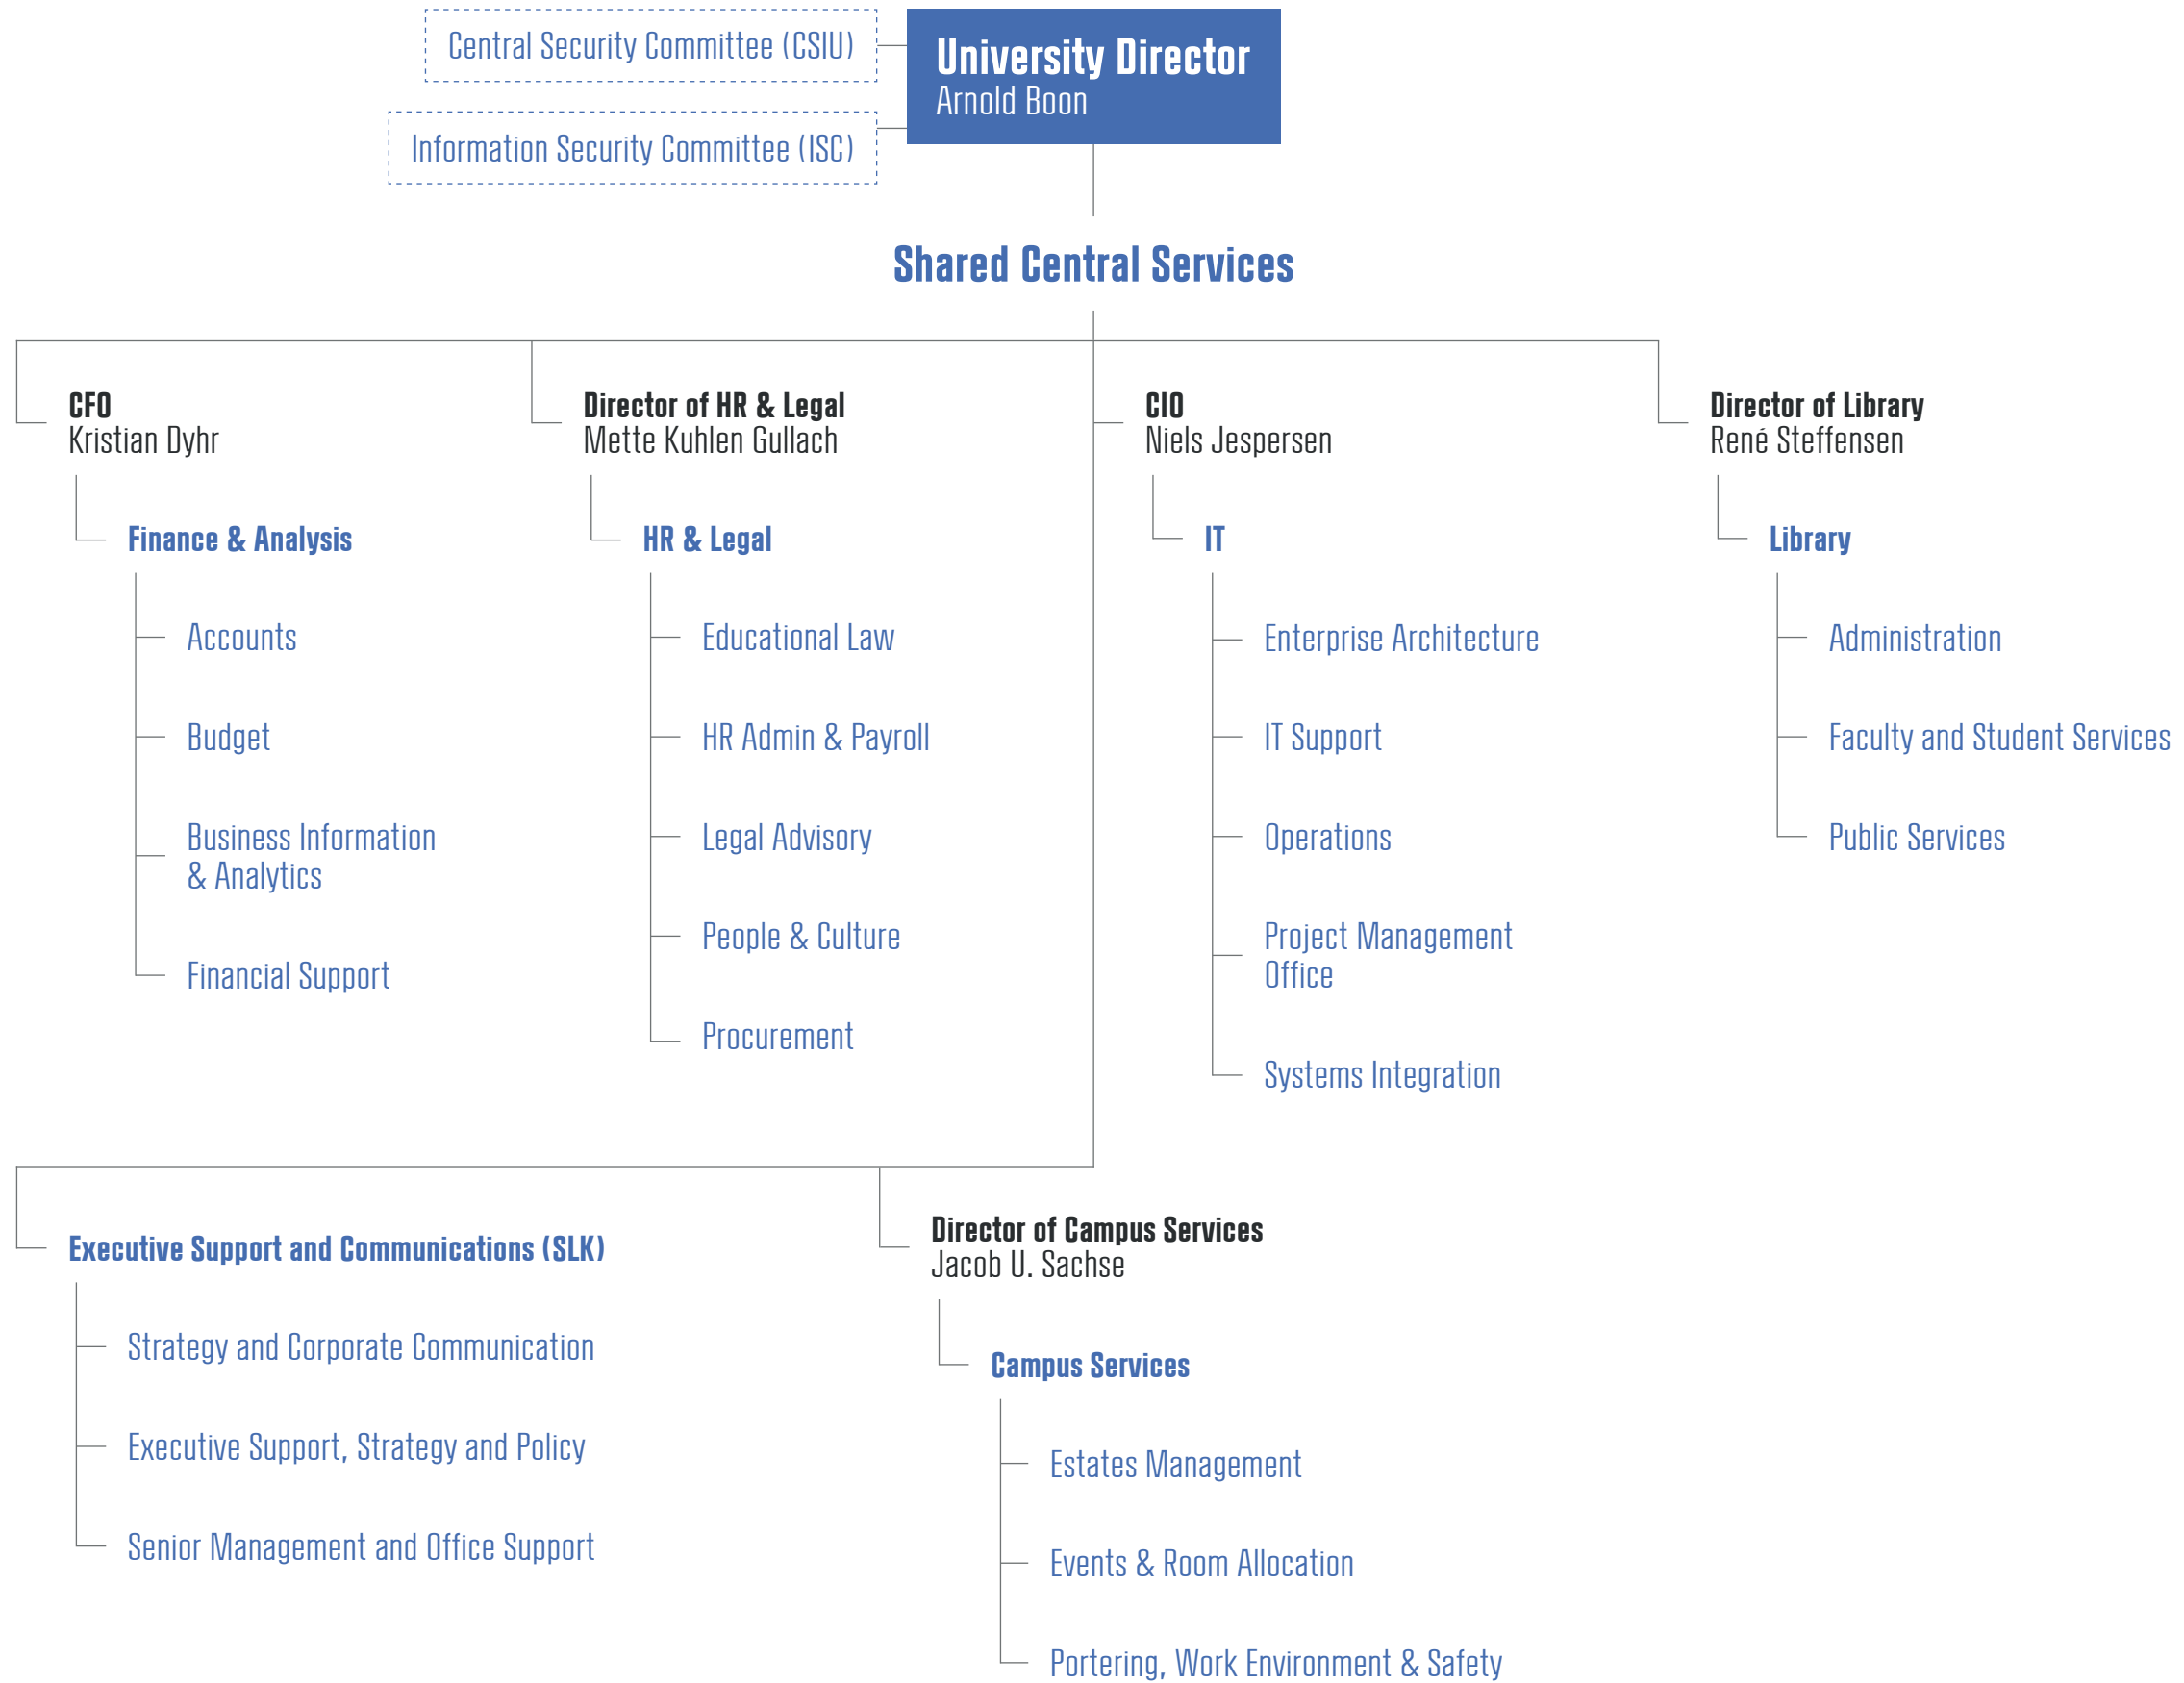 Central Security Committee (CSIU)
University Director
Arnold Boon
Information Security Committee (ISC)
Shared Central Services
CFO
Kristian Dyhr
Finance & Analysis
Accounts
Budget
Business Information
& Analytics
Financial Support
Director of HR & Legal
Mette Kuhlen Gullach
HR & Legal
Educational Law
HR Admin & Payroll
Legal Advisory
People & Culture
Procurement
CIO
Niels Jespersen
IT
Enterprise Architecture
IT Support
Operations
Project Management
Office
Systems Integration
Director of Library
René Steffensen
Library
Administration
Faculty and Student Services
Public Services
Executive Support and Communications (SLK)
Strategy and Corporate Communication
Executive Support, Strategy and Policy
Senior Management and Office Support
Director of Campus Services
Jacob U. Sachse
Campus Services
Estates Management
Events & Room Allocation
Portering, Work Environment & Safety